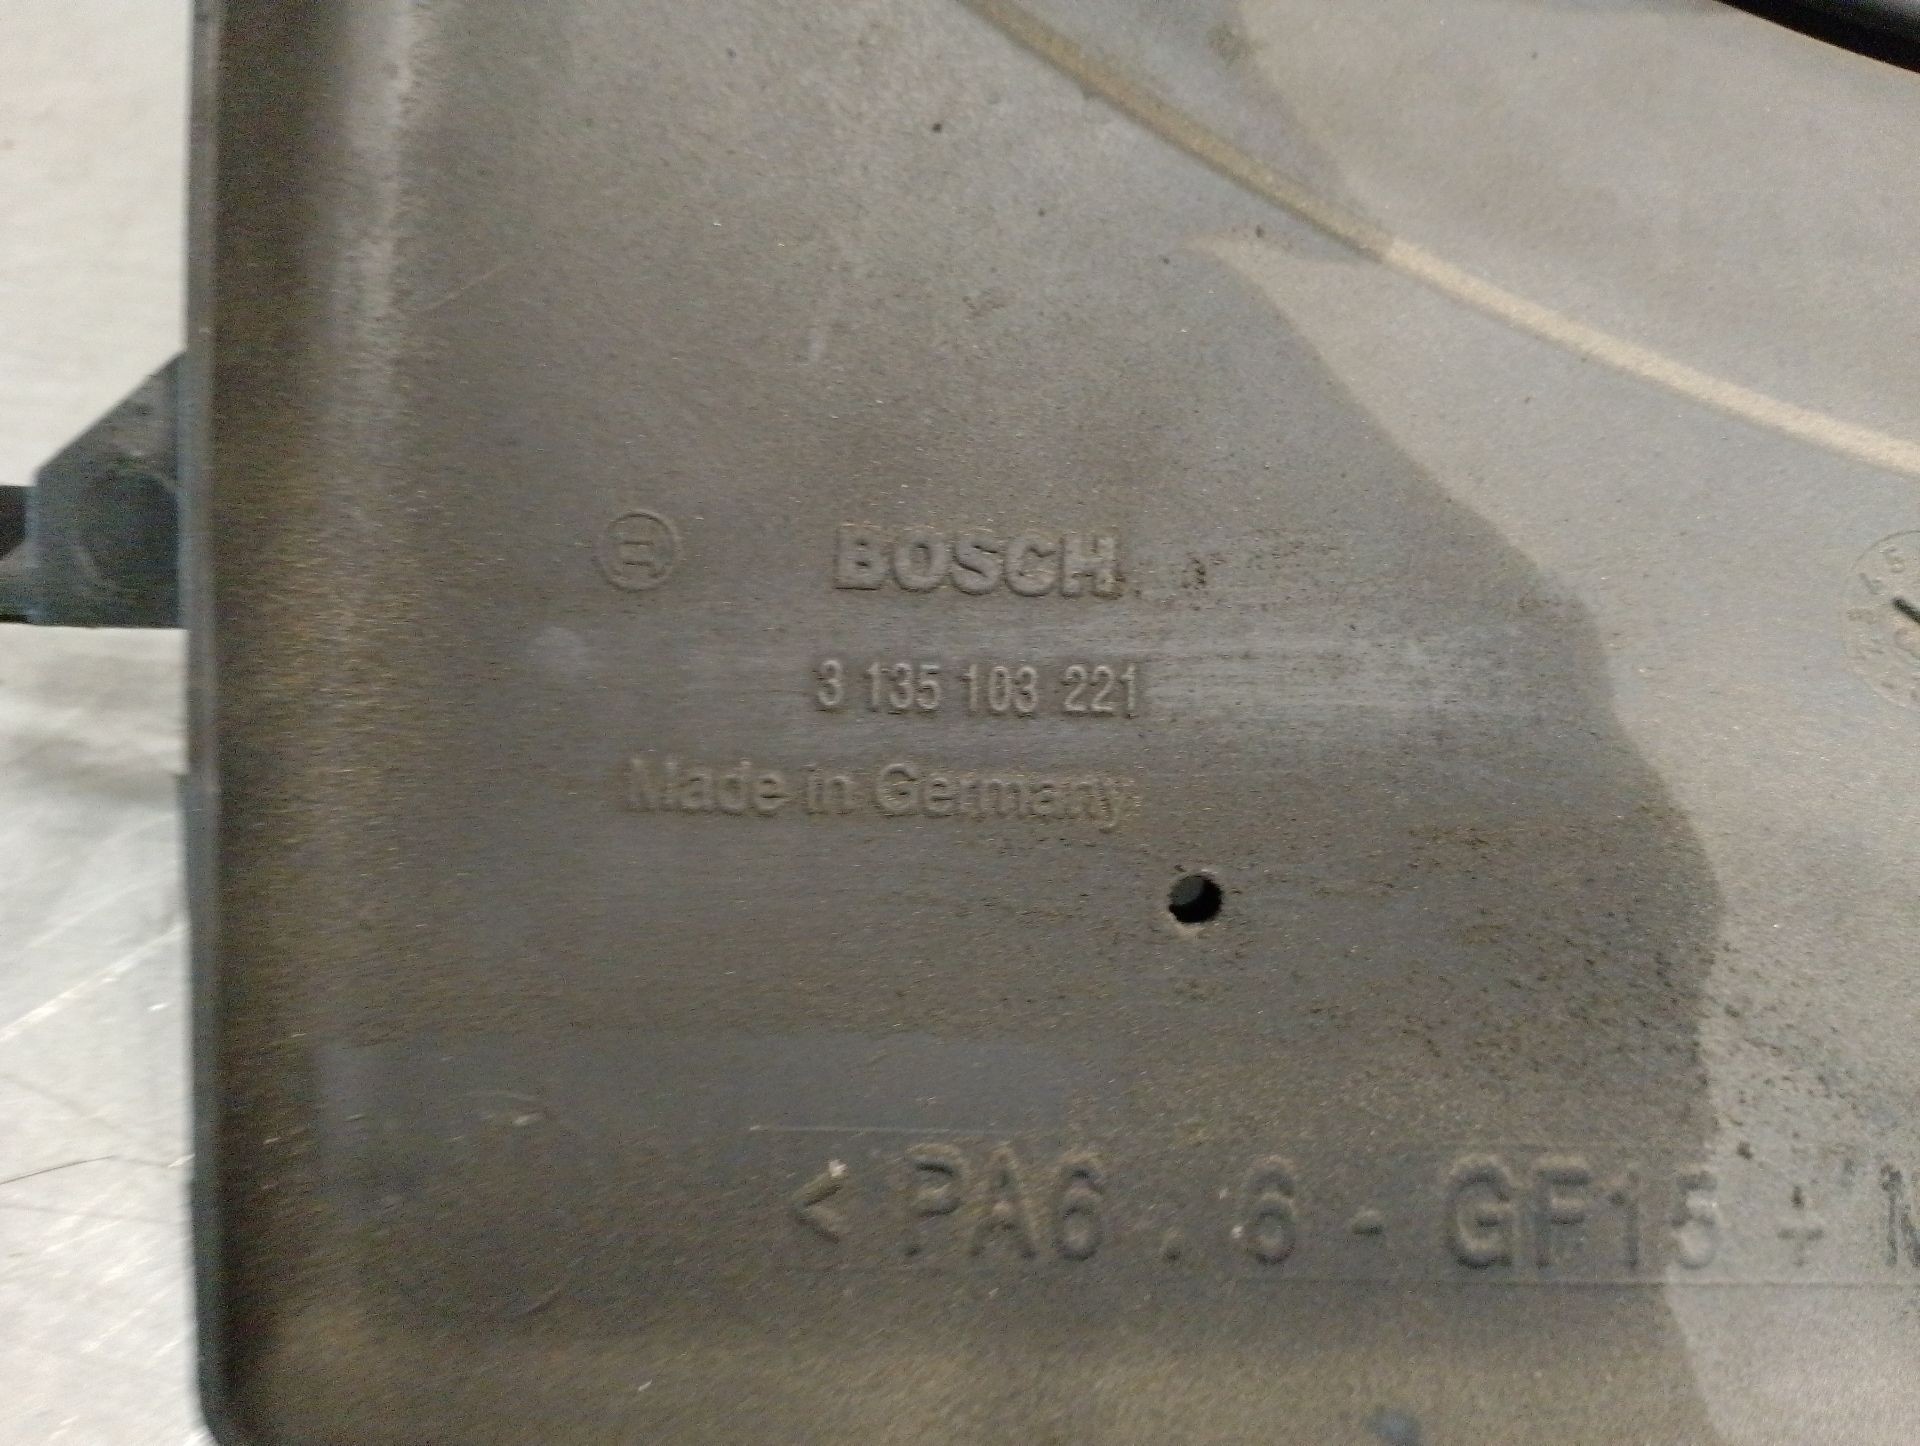 BOSCH
3 135 103 221
Made in Germany
< PA6 . 6 - GF15 +